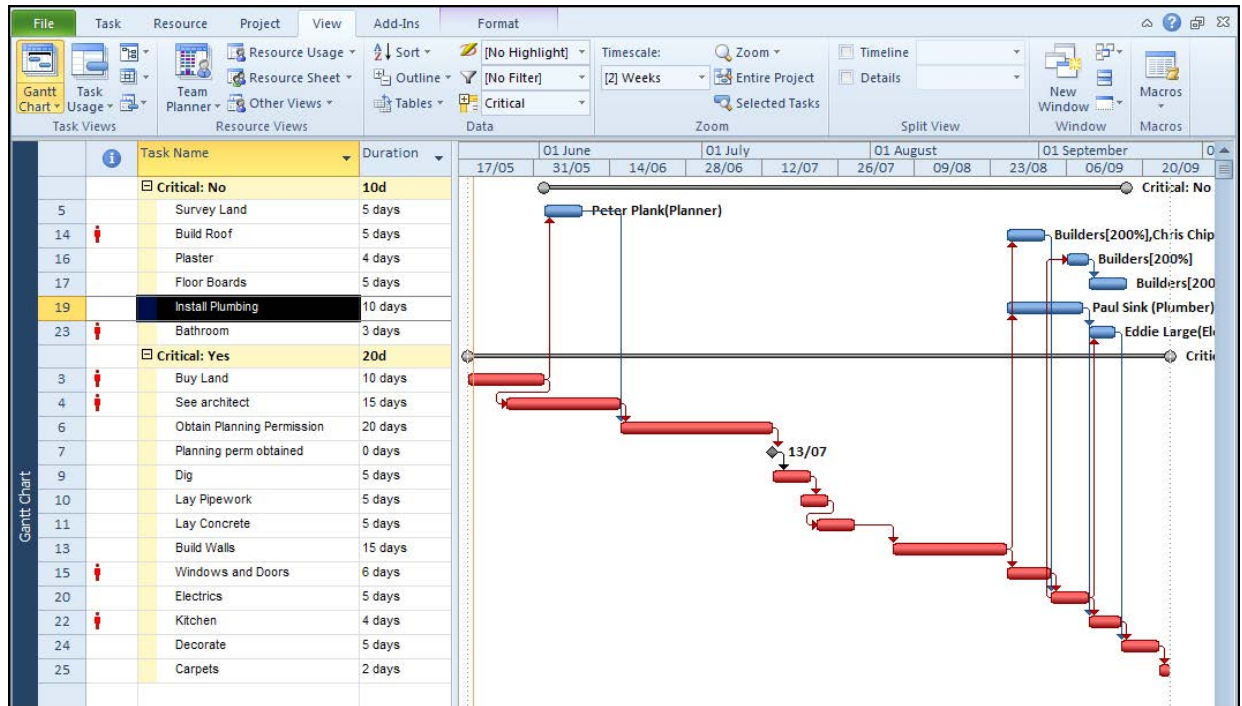 File Task Resource Project View Add-Ins Format
Resource Usage Sort [No Highlight] Timescale: Zoom Timeline
Resource Sheet Outline [No Filter] [2] Weeks Entire Project Details
Gantt Chart Task Usage Team Planner Other Views Tables Critical Selected Tasks New Window Macros
Task Views Resource Views Data Zoom Split View Window Macros
Task Name Duration 01 June 01 July 01 August 01 September 0
17/05 31/05 14/06 28/06 12/07 26/07 09/08 23/08 06/09 20/09
Critical: No 10d Critical: No
5 Survey Land 5 days Peter Plank(Planner)
14 Build Roof 5 days Builders[200%],Chris Chip
16 Plaster 4 days Builders[200%]
17 Floor Boards 5 days Builders[200
19 Install Plumbing 10 days Paul Sink (Plumber)
23 Bathroom 3 days Eddie Large(El
Critical: Yes 20d Criti
3 Buy Land 10 days
4 See architect 15 days
6 Obtain Planning Permission 20 days
7 Planning perm obtained 0 days 13/07
9 Dig 5 days
10 Lay Pipework 5 days
11 Lay Concrete 5 days
13 Build Walls 15 days
15 Windows and Doors 6 days
20 Electrics 5 days
22 Kitchen 4 days
24 Decorate 5 days
25 Carpets 2 days
Gantt Chart